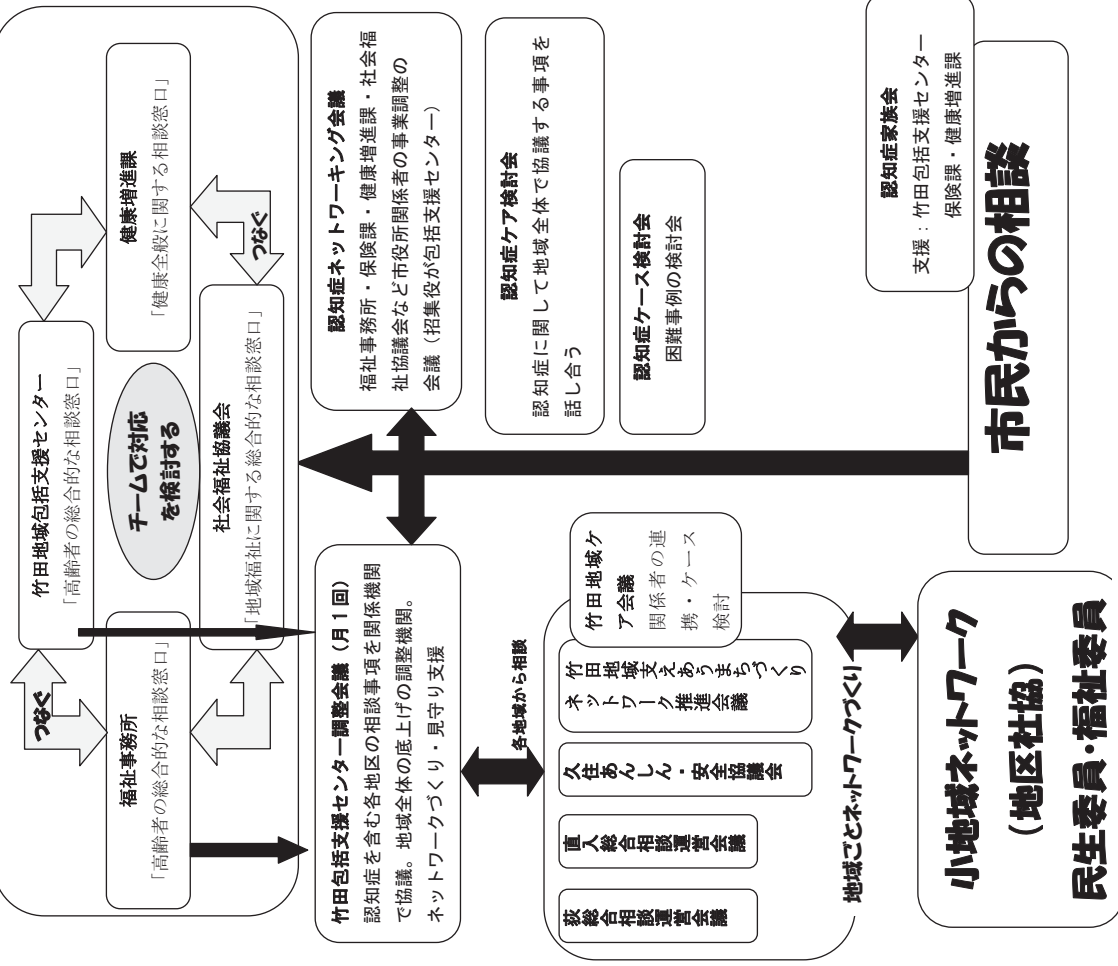 つなぐ
福祉事務所
「高齢者の総合的な相談窓口」
竹田地域包括支援センター
「高齢者の総合的な相談窓口」
チームで対応
を検討する
社会福祉協議会
「地域福祉に関する総合的な相談窓口」
健康増進課
「健康全般に関する相談窓口」
つなぐ
竹田包括支援センター調整会議（月１回）
認知症を含む各地区の相談事項を関係機関
で協議。地域全体の底上げの調整機関。
ネットワークづくり・見守り支援
認知症ネットワーキング会議
福祉事務所・保険課・健康増進課・社会福
祉協議会など市役所関係者の事業調整の
会議（招集役が包括支援センター）
認知症ケア検討会
認知症に関して地域全体で協議する事項を
話し合う
認知症ケース検討会
困難事例の検討会
各地域から相談
荻総合相談運営会議
直入総合相談運営会議
久住あんしん・安全協議会
竹田地域支えあうまちづくり
ネットワーク推進会議
竹田地域ケ
ア会議
関係者の連
携・ケース
検討
地域ごとネットワークづくり
認知症家族会
支援：竹田包括支援センター
保険課・健康増進課
市民からの相談
小地域ネットワーク
（地区社協）
民生委員・福祉委員